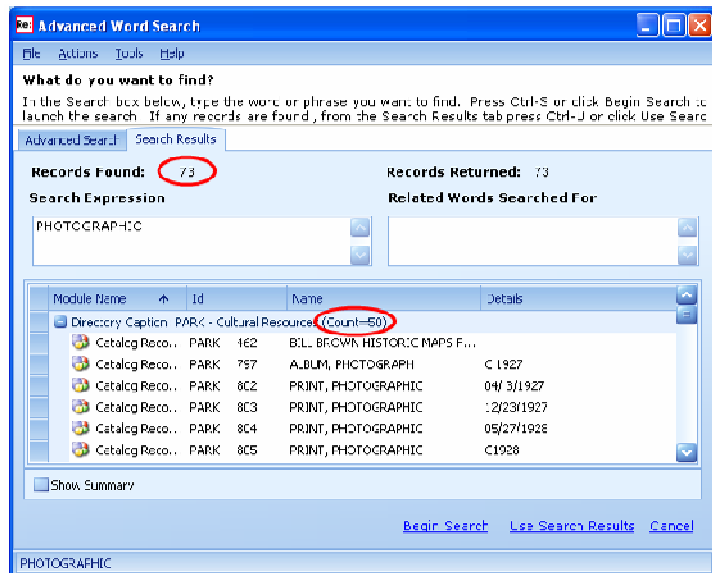 Re: Advanced Word Search
File Actions Tools Help
What do you want to find?
In the Search box below, type the word or phrase you want to find. Press Ctrl-S or click Begin Search to
launch the search. If any records are found, from the Search Results tab press Ctrl-U or click Use Searc
Advanced Search Search Results
Records Found: 73 Records Returned: 73
Search Expression Related Words Searched For
PHOTOGRAPHIC
Module Name Id Name Details
Directory Caption PARK - Cultural Resources (Count=50)
Catalog Reco... PARK 462 BILL BROWN HISTORIC MAPS F...
Catalog Reco... PARK 797 ALBUM, PHOTOGRAPH C 1927
Catalog Reco... PARK 802 PRINT, PHOTOGRAPHIC
Catalog Reco... PARK 803 PRINT, PHOTOGRAPHIC 12/23/1927
Catalog Reco... PARK 804 PRINT, PHOTOGRAPHIC 05/27/1928
Catalog Reco... PARK 805 PRINT, PHOTOGRAPHIC C1928
Show Summary
Begin Search Use Search Results Cancel
PHOTOGRAPHIC